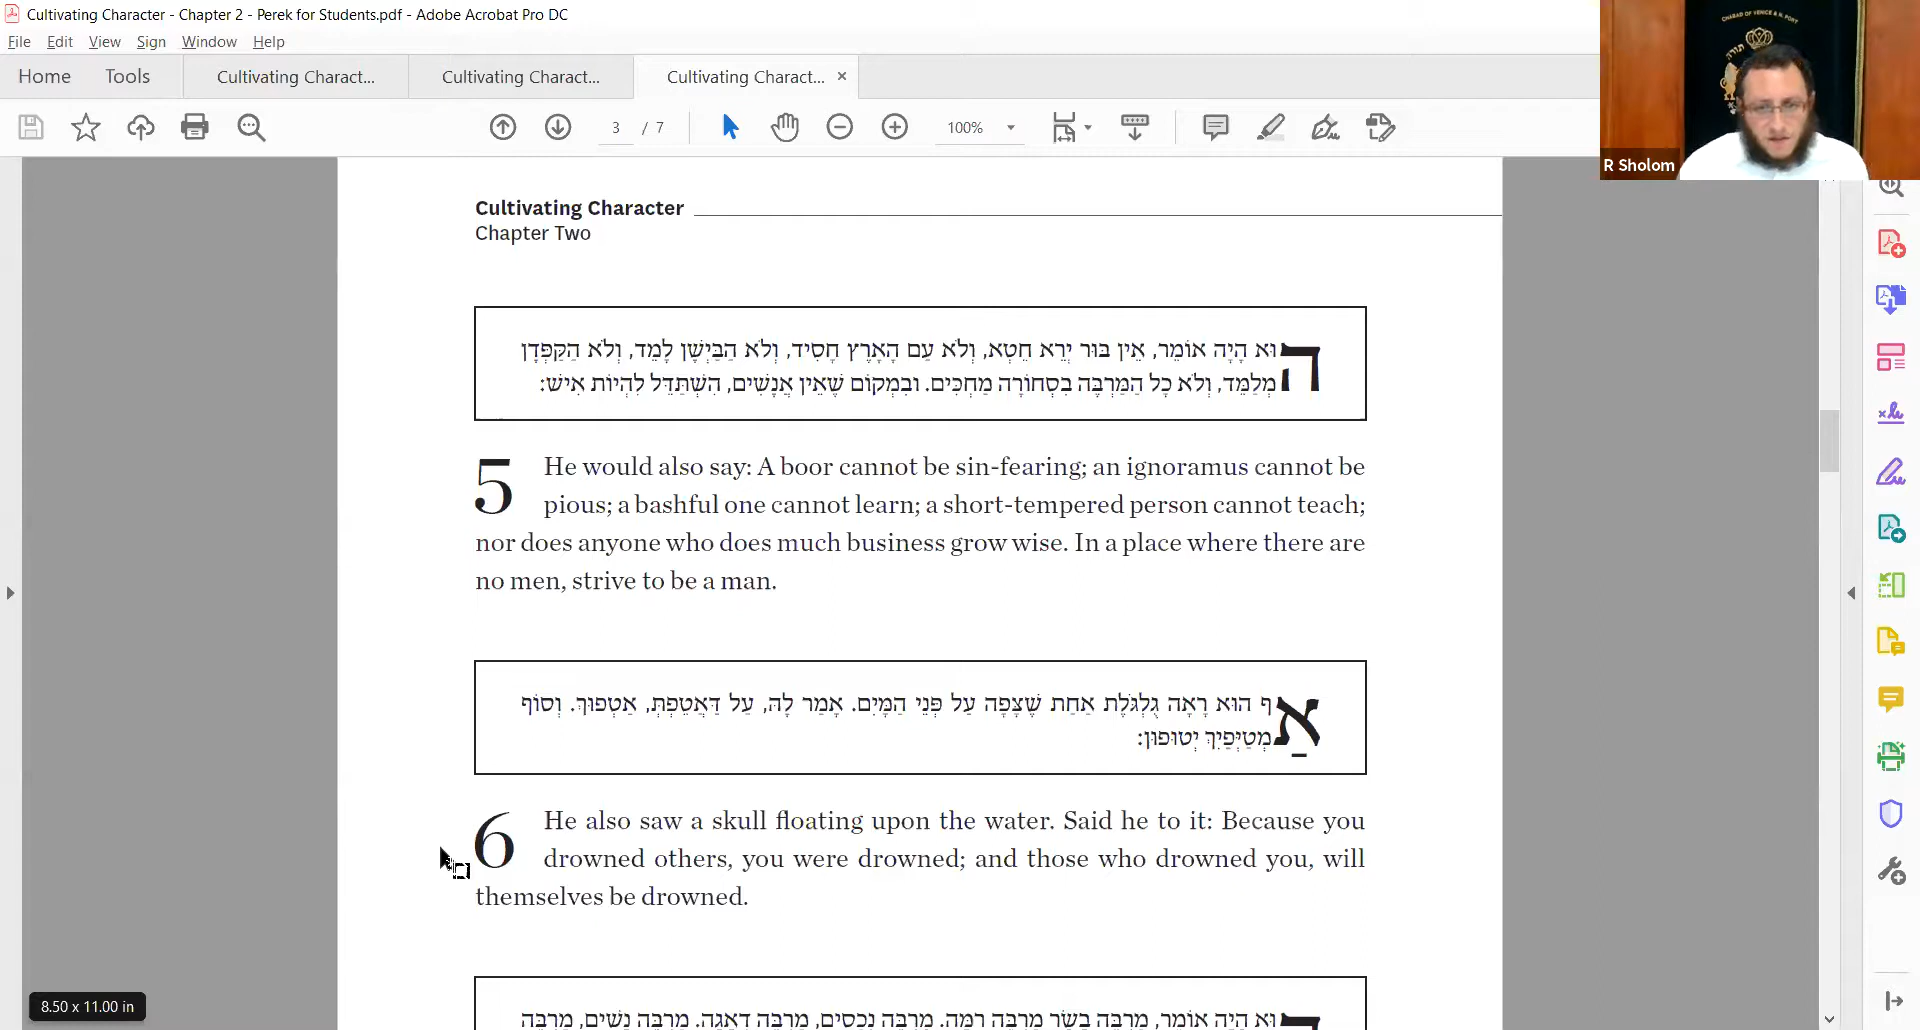 Cultivating Character - Chapter 2 - Perek for Students.pdf - Adobe Acrobat Pro DC
File Edit View Sign Window Help
Home Tools Cultivating Charact... Cultivating Charact... Cultivating Charact... ×
3 / 7 100%
CHABAD OF VENICE & N. PORT
R Sholom
Cultivating Character
Chapter Two
הוּא הָיָה אוֹמֵר, אֵין בּוּר יְרֵא חֵטְא, וְלֹא עַם הָאָרֶץ חָסִיד, וְלֹא הַבַּיְשָׁן לָמֵד, וְלֹא הַקַּפְּדָן
מְלַמֵּד, וְלֹא כָל הַמַּרְבֶּה בִסְחוֹרָה מַחְכִּים. וּבִמְקוֹם שֶׁאֵין אֲנָשִׁים, הִשְׁתַּדֵּל לִהְיוֹת אִישׁ:
5 He would also say: A boor cannot be sin-fearing; an ignoramus cannot be
pious; a bashful one cannot learn; a short-tempered person cannot teach;
nor does anyone who does much business grow wise. In a place where there are
no men, strive to be a man.
אַף הוּא רָאָה גֻלְגֹּלֶת אַחַת שֶׁצָּפָה עַל פְּנֵי הַמָּיִם. אָמַר לָהּ, עַל דַּאֲטֵפְתְּ, אַטְפוּךְ. וְסוֹף
מְטַיְּפַיִךְ יְטוּפוּן:
6 He also saw a skull floating upon the water. Said he to it: Because you
drowned others, you were drowned; and those who drowned you, will
themselves be drowned.
הוּא הָיָה אוֹמֵר, מַרְבֶּה בָשָׂר מַרְבֶּה רִמָּה. מַרְבֶּה נְכָסִים, מַרְבֶּה דְאָגָה. מַרְבֶּה נָשִׁים, מַרְבֶּה
8.50 x 11.00 in